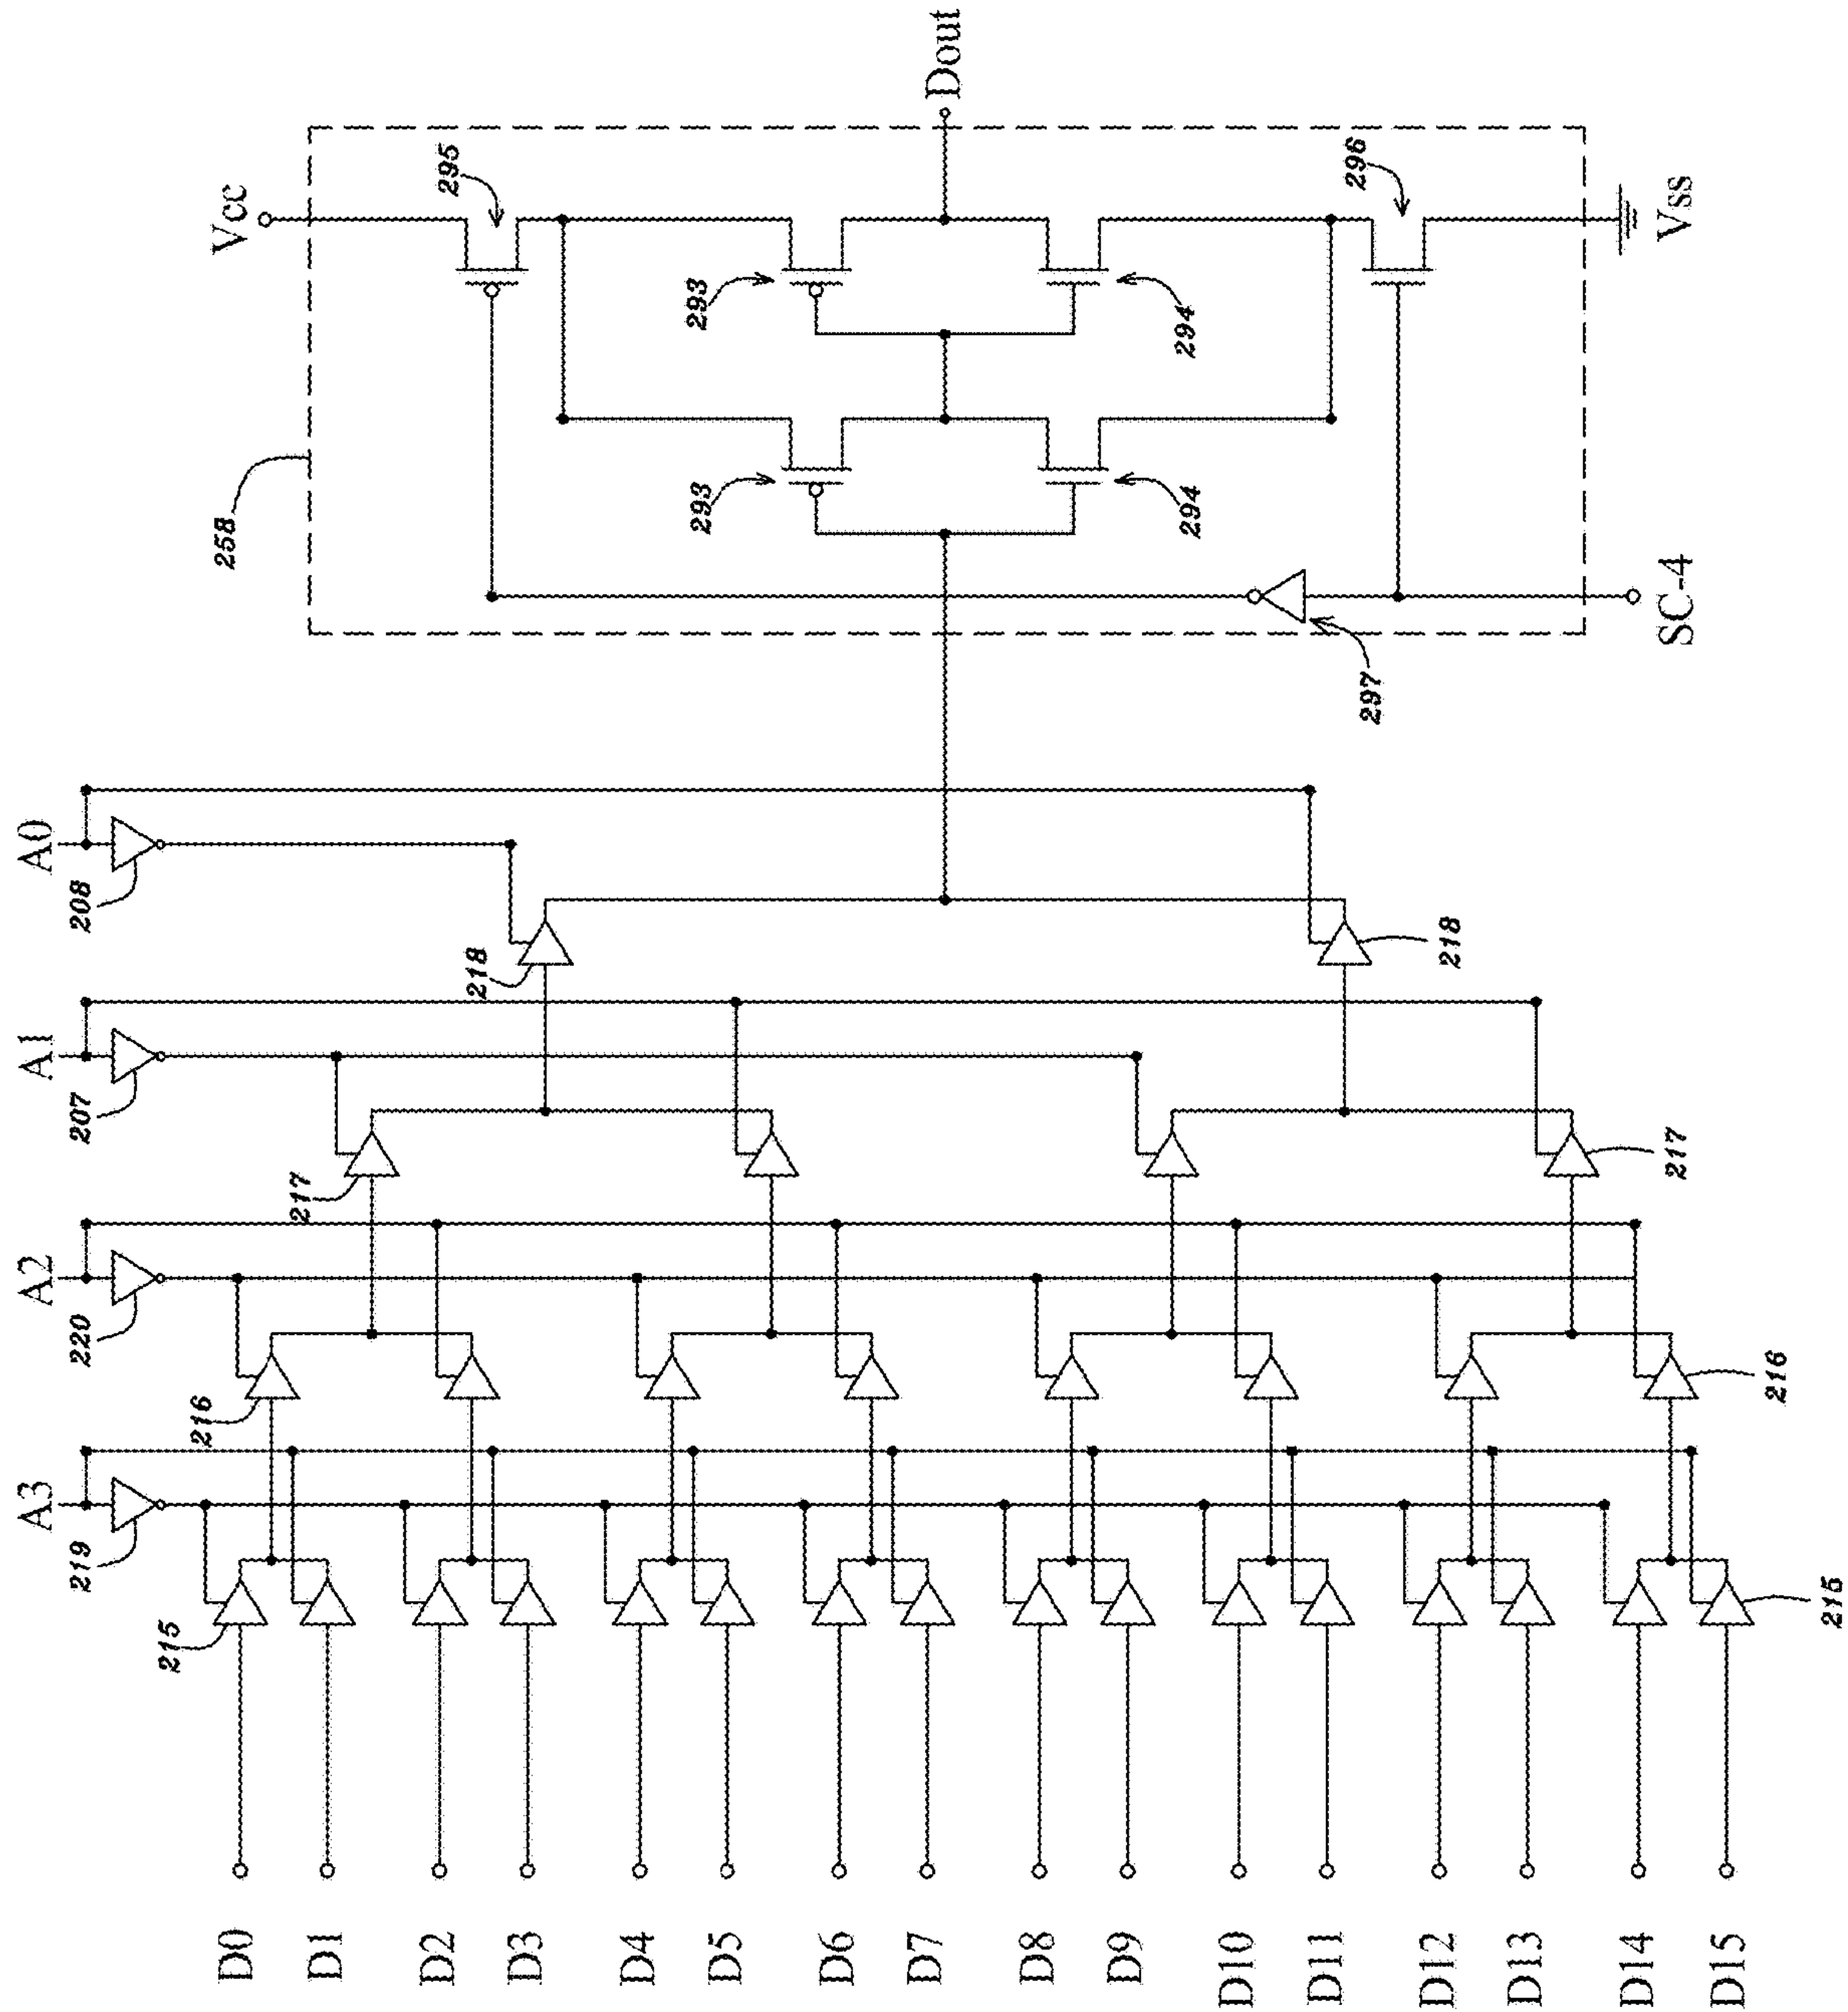 A3
A2
A1
A0
219
220
207
208
D0
D1
D2
D3
D4
D5
D6
D7
D8
D9
D10
D11
D12
D13
D14
D15
215
215
216
216
217
217
218
218
258
Vcc
295
293
293
294
294
Dout
296
297
SC-4
Vss